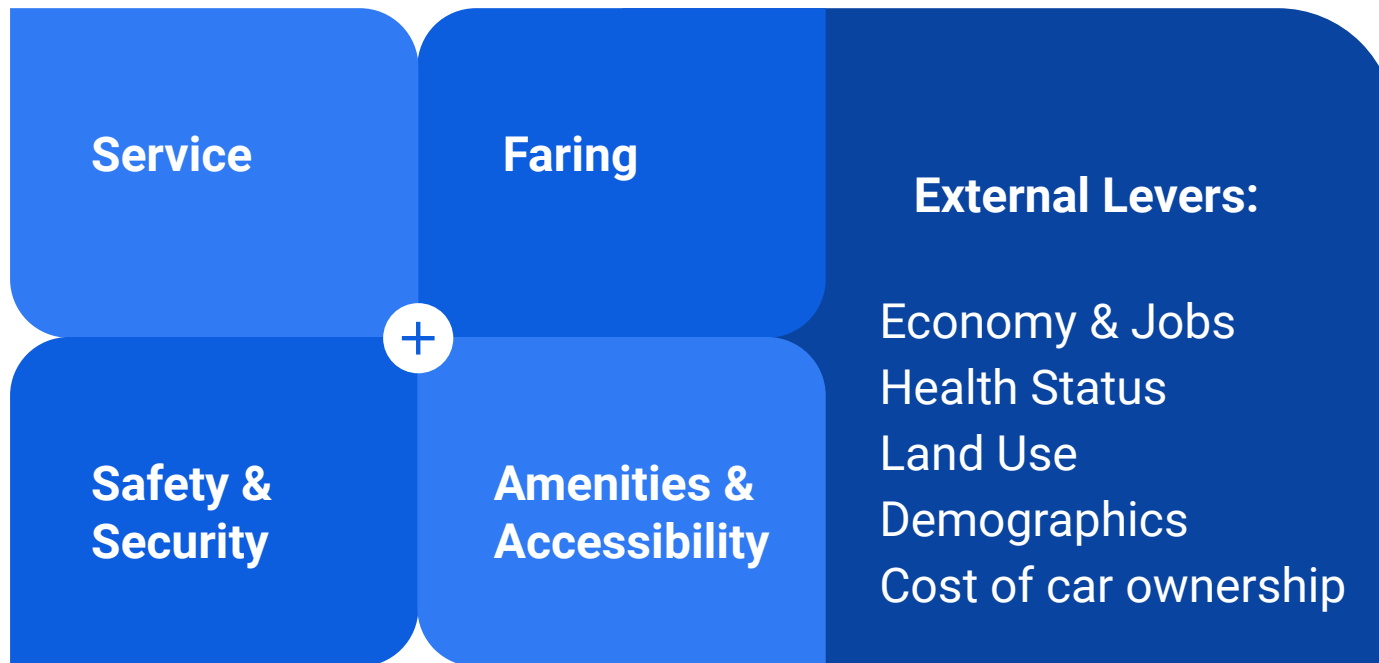 Service
Faring
Safety &
Security
Amenities &
Accessibility
External Levers:
Economy & Jobs
Health Status
Land Use
Demographics
Cost of car ownership